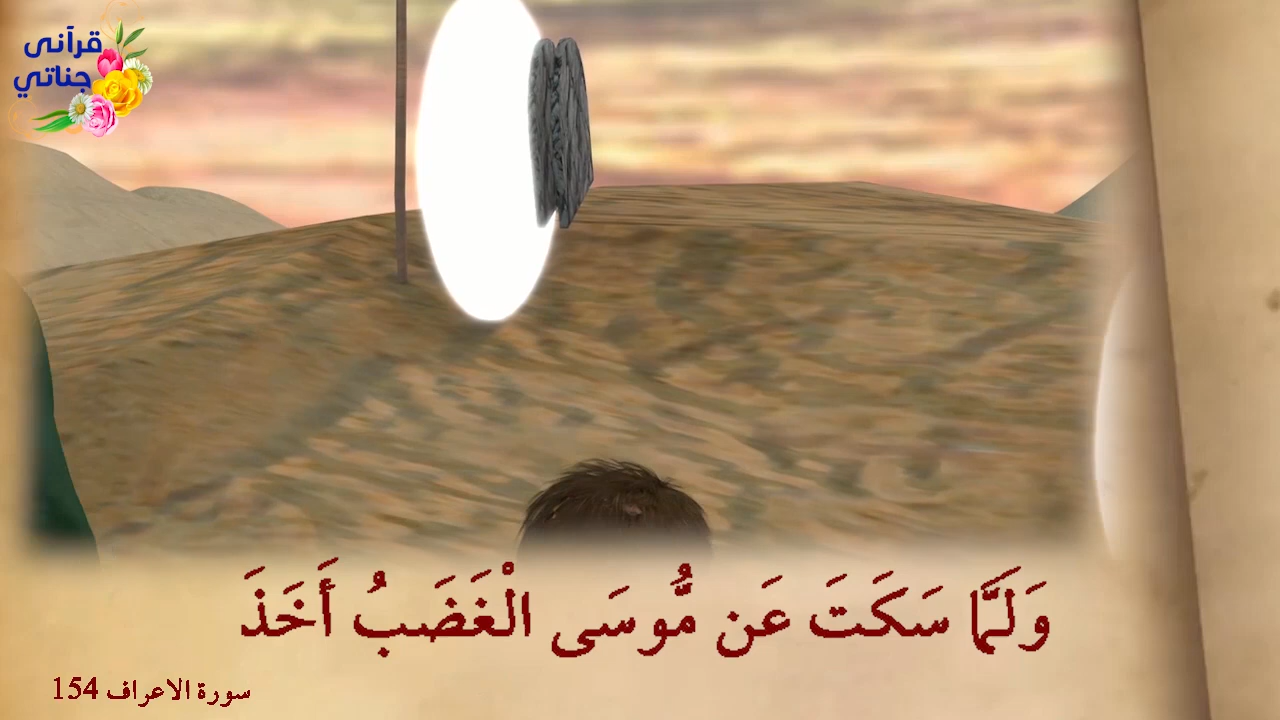 قرآنى
جناتي
وَلَمَّا سَكَتَ عَن مُّوسَى الْغَضَبُ أَخَذَ
سورة الاعراف 154